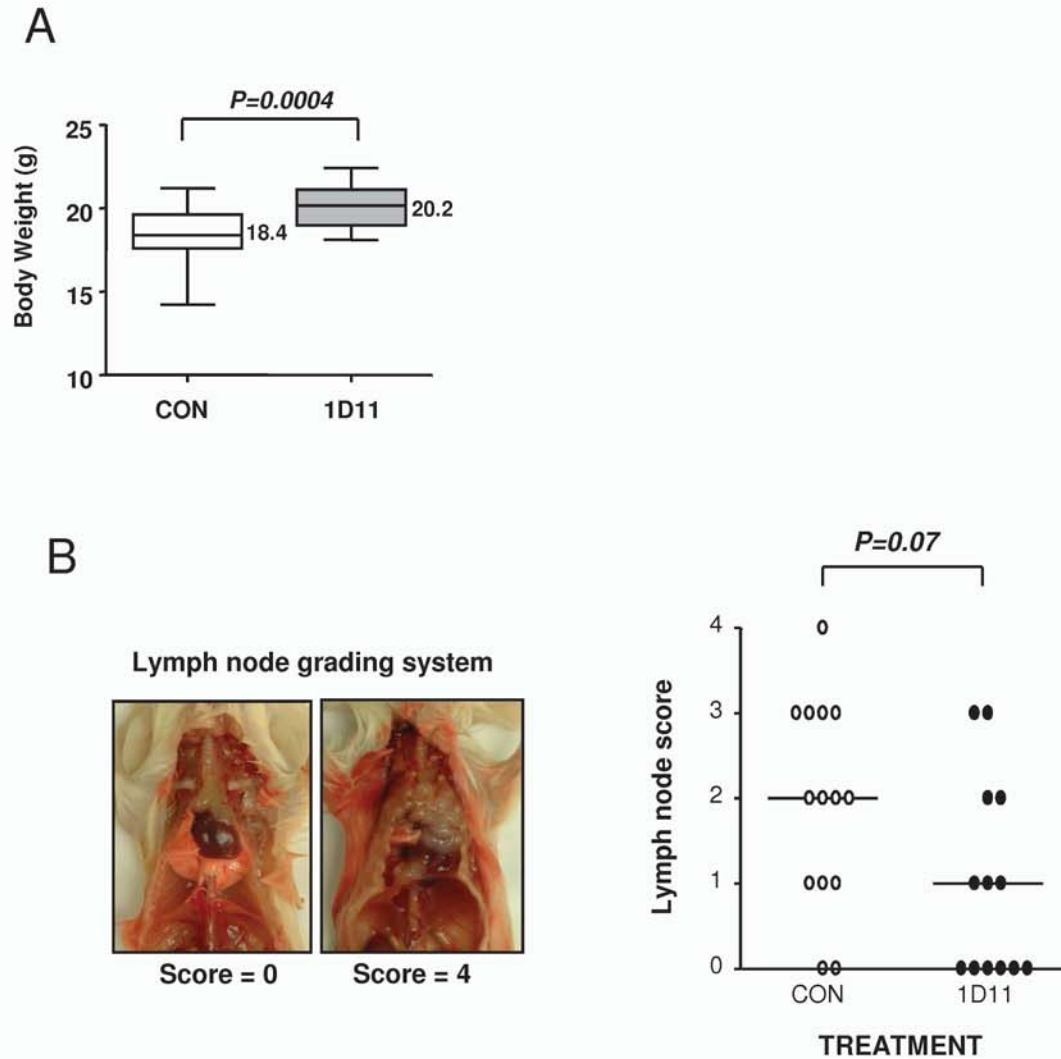 A
P=0.0004
25
20
15
10
Body Weight (g)
18.4
20.2
CON
1D11
B
Lymph node grading system
Score = 0
Score = 4
P=0.07
4
3
2
1
0
Lymph node score
CON
1D11
TREATMENT